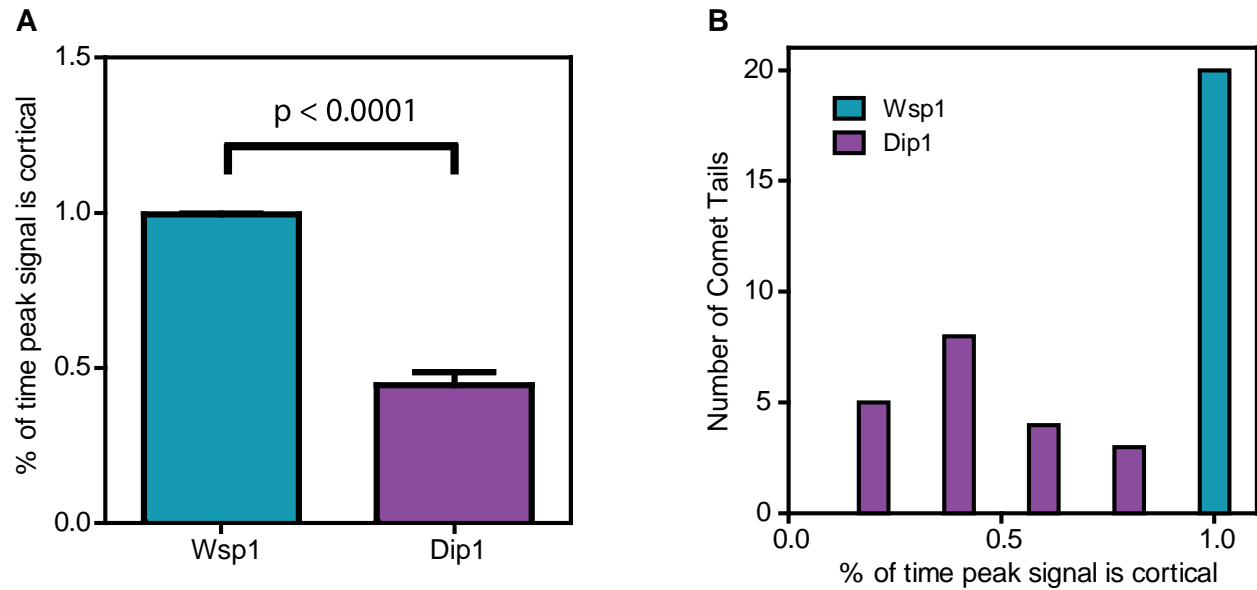 A
% of time peak signal is cortical
1.5
1.0
0.5
0.0
p < 0.0001
Wsp1
Dip1
B
Number of Comet Tails
20
15
10
5
0
Wsp1
Dip1
0.0
0.5
1.0
% of time peak signal is cortical